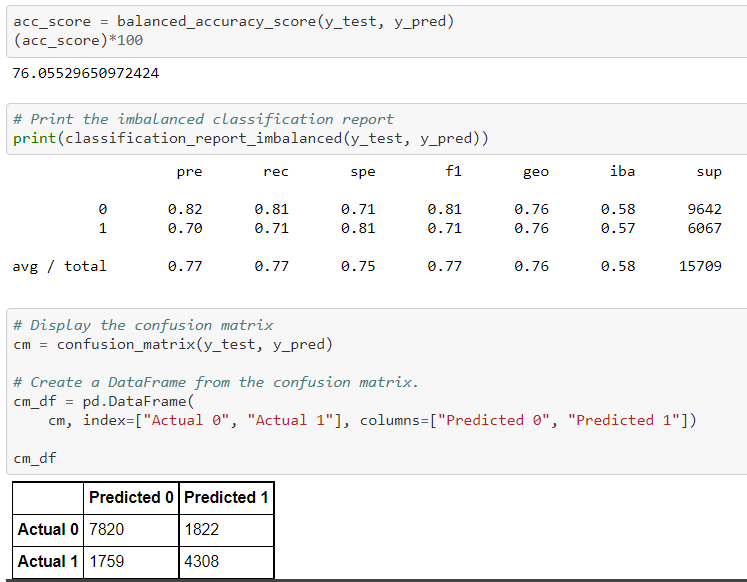 acc_score = balanced_accuracy_score(y_test, y_pred)
(acc_score)*100
76.05529650972424
# Print the imbalanced classification report
print(classification_report_imbalanced(y_test, y_pred))
pre rec spe f1 geo iba sup
0 0.82 0.81 0.71 0.81 0.76 0.58 9642
1 0.70 0.71 0.81 0.71 0.76 0.57 6067
avg / total 0.77 0.77 0.75 0.77 0.76 0.58 15709
# Display the confusion matrix
cm = confusion_matrix(y_test, y_pred)
# Create a DataFrame from the confusion matrix.
cm_df = pd.DataFrame(
    cm, index=["Actual 0", "Actual 1"], columns=["Predicted 0", "Predicted 1"])
cm_df
Predicted 0 Predicted 1
Actual 0 7820 1822
Actual 1 1759 4308